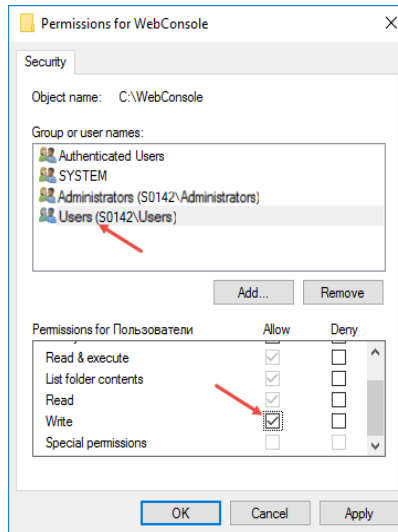 Permissions for WebConsole
Security
Object name: C:\WebConsole
Group or user names:
Authenticated Users
SYSTEM
Administrators (S0142\Administrators)
Users (S0142\Users)
Add...
Remove
Permissions for Пользователи
Allow
Deny
Read & execute
List folder contents
Read
Write
Special permissions
OK
Cancel
Apply